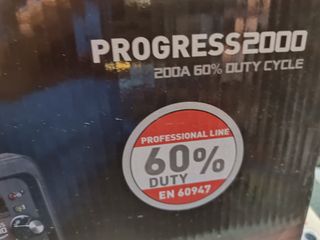 PROGRESS2000
200A 60% DUTY CYCLE
PROFESSIONAL LINE
60%
DUTY
EN 60947